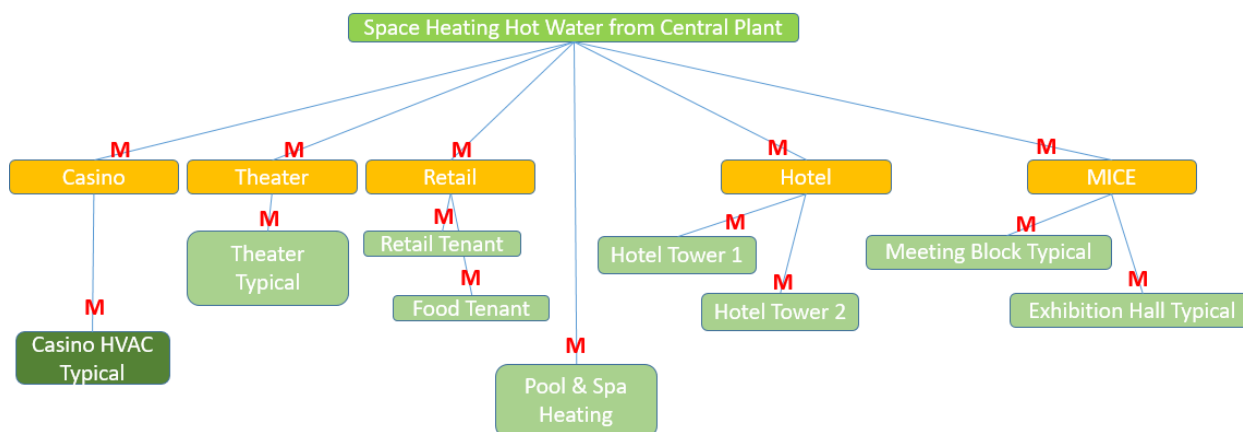 Space Heating Hot Water from Central Plant
M
M
M
M
M
Casino
Theater
Retail
Hotel
MICE
M
M
M
M
Theater
Typical
Retail Tenant
Hotel Tower 1
Meeting Block Typical
M
M
M
M
Food Tenant
Hotel Tower 2
Exhibition Hall Typical
Casino HVAC
Typical
M
Pool & Spa
Heating